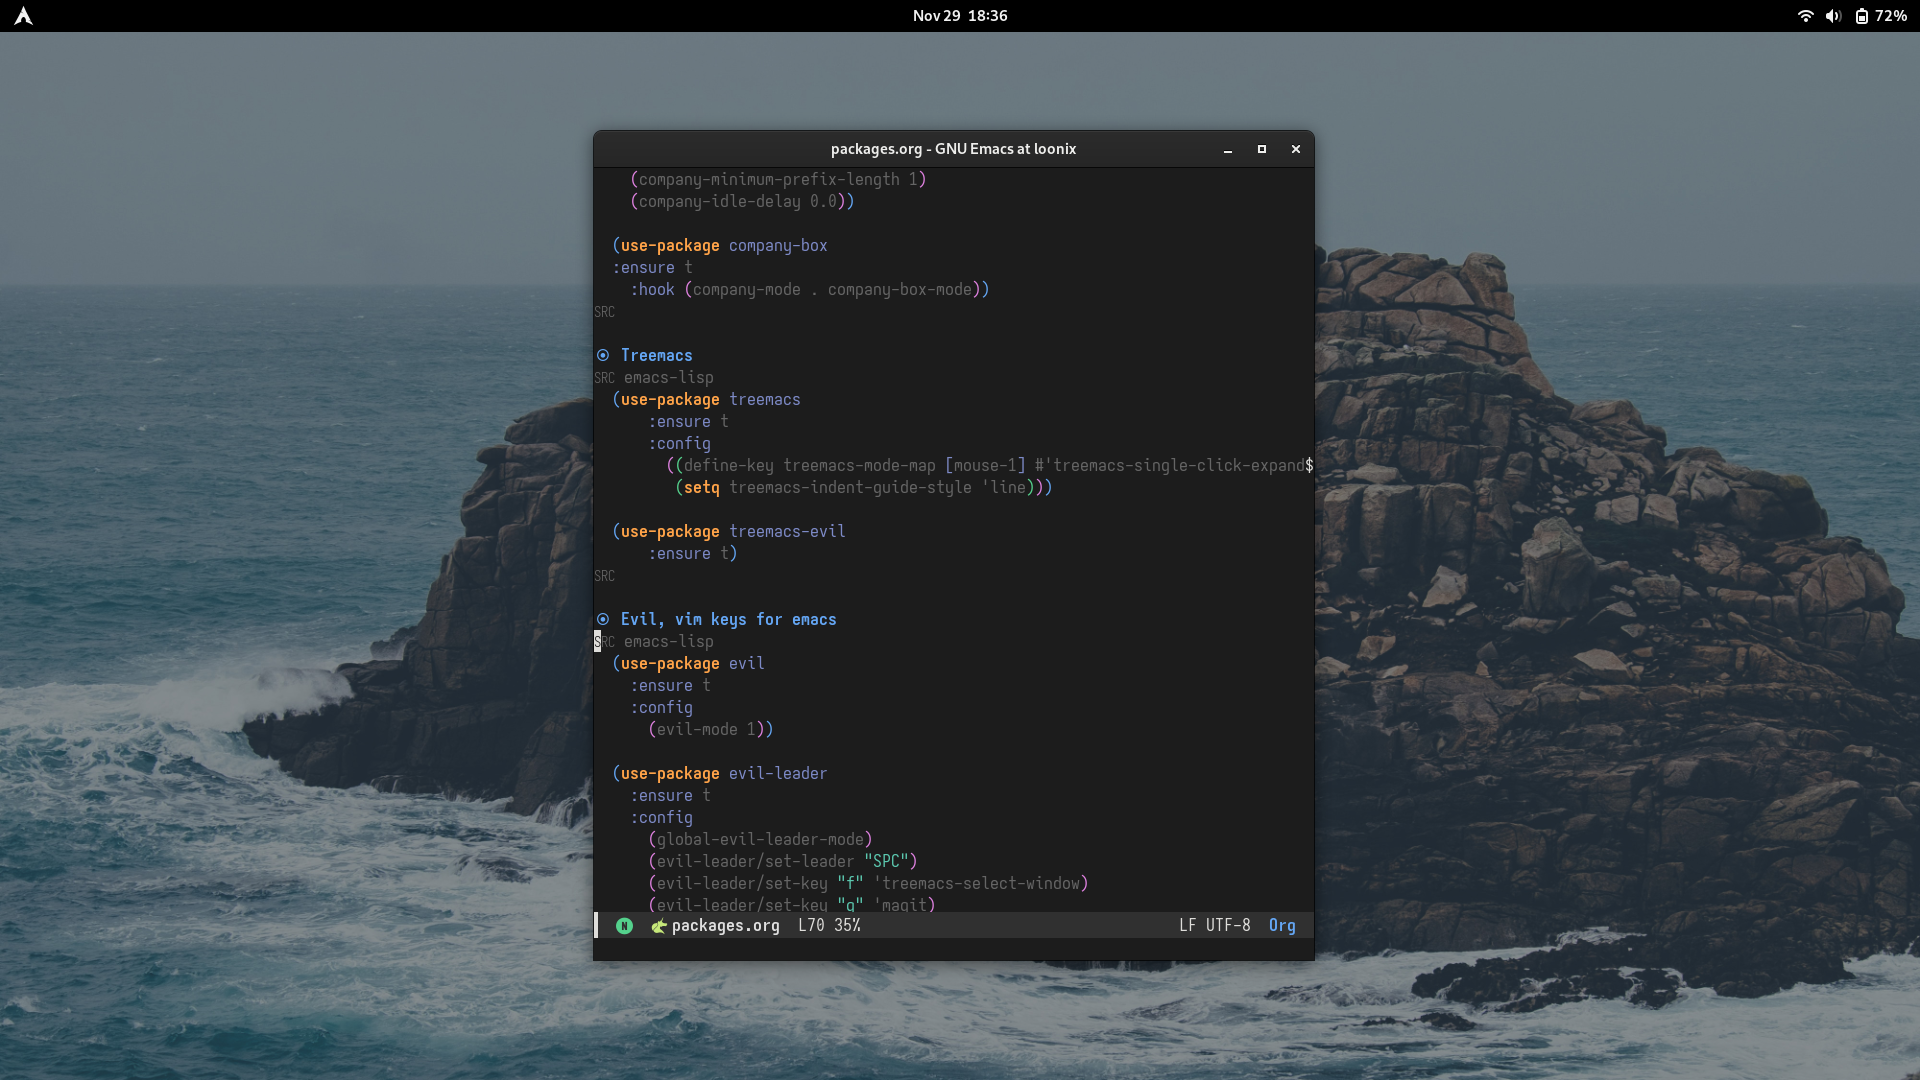 Nov 29 18:36
72%
packages.org - GNU Emacs at loonix
(company-minimum-prefix-length 1)
(company-idle-delay 0.0))
(use-package company-box
:ensure t
:hook (company-mode . company-box-mode))
SRC
Treemacs
SRC emacs-lisp
(use-package treemacs
:ensure t
:config
((define-key treemacs-mode-map [mouse-1] #'treemacs-single-click-expand$
(setq treemacs-indent-guide-style 'line)))
(use-package treemacs-evil
:ensure t)
SRC
Evil, vim keys for emacs
SRC emacs-lisp
(use-package evil
:ensure t
:config
(evil-mode 1))
(use-package evil-leader
:ensure t
:config
(global-evil-leader-mode)
(evil-leader/set-leader "SPC")
(evil-leader/set-key "f" 'treemacs-select-window)
(evil-leader/set-key "g" 'magit)
N packages.org L70 35% LF UTF-8 Org